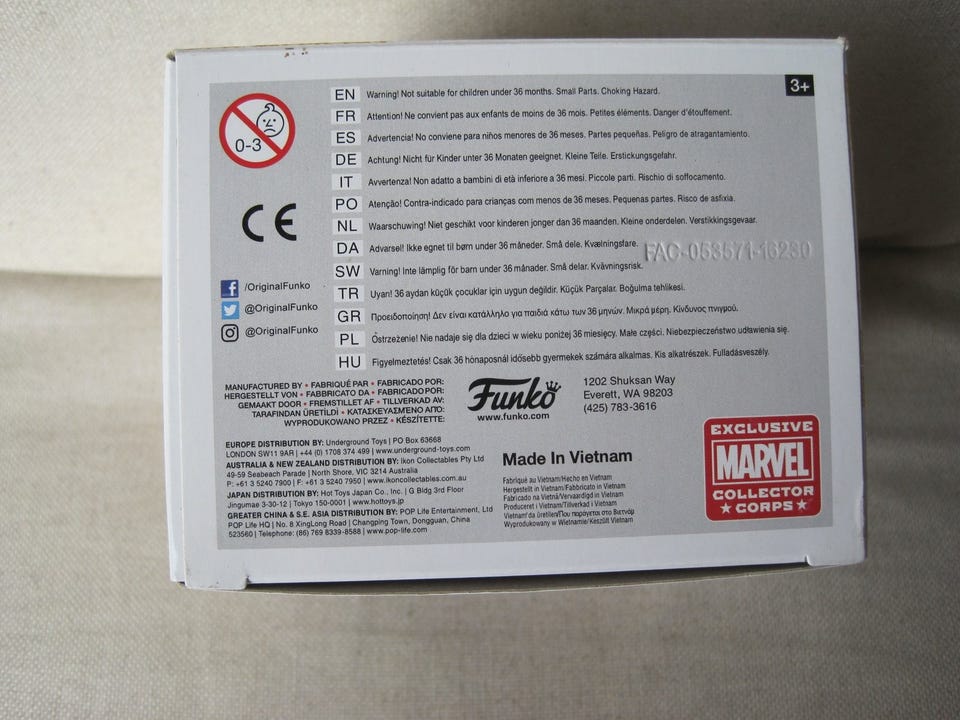 3+
0-3
EN Warning! Not suitable for children under 36 months. Small Parts. Choking Hazard.
FR Attention! Ne convient pas aux enfants de moins de 36 mois. Petites éléments. Danger d'étouffement.
ES Advertencia! No conviene para niños menores de 36 meses. Partes pequeñas. Peligro de atragantamiento.
DE Achtung! Nicht für Kinder unter 36 Monaten geeignet. Kleine Teile. Erstickungsgefahr.
IT Avvertenza! Non adatto a bambini di età inferiore a 36 mesi. Piccole parti. Rischio di soffocamento.
PO Atenção! Contra-indicado para crianças com menos de 36 meses. Pequenas partes. Risco de asfixia.
NL Waarschuwing! Niet geschikt voor kinderen jonger dan 36 maanden. Kleine onderdelen. Verstikkingsgevaar.
DA Advarsel! Ikke egnet til børn under 36 måneder. Små dele. Kvælningsfare.
FAC-053571-16230
SW Varning! Inte lämplig för barn under 36 månader. Små delar. Kvävningsrisk.
TR Uyarı! 36 aydan küçük çocuklar için uygun değildir. Küçük Parçalar. Boğulma tehlikesi.
GR Προειδοποίηση! Δεν είναι κατάλληλο για παιδιά κάτω των 36 μηνών. Μικρά μέρη. Κίνδυνος πνιγμού.
PL Ostrzeżenie! Nie nadaje się dla dzieci w wieku poniżej 36 miesięcy. Małe części. Niebezpieczeństwo udławienia się.
HU Figyelmeztetés! Csak 36 hónaposnál idősebb gyermekek számára alkalmas. Kis alkatrészek. Fulladásveszély.
CE
/OriginalFunko
@OriginalFunko
@OriginalFunko
MANUFACTURED BY • FABRIQUÉ PAR • FABRICADO POR:
HERGESTELLT VON • FABBRICATO DA • FABRICADO POR:
GEMAAKT DOOR • FREMSTILLET AF • TILLVERKAD AV:
TARAFINDAN ÜRETİLDİ • ΚΑΤΑΣΚΕΥΑΣΜΕΝΟ ΑΠΌ:
WYPRODUKOWANO PRZEZ • KÉSZÍTETTE:
Funko
www.funko.com
1202 Shuksan Way
Everett, WA 98203
(425) 783-3616
EUROPE DISTRIBUTION BY: Underground Toys | PO Box 63668
LONDON SW11 9AR | +44 (0) 1708 374 499 | www.underground-toys.com
AUSTRALIA & NEW ZEALAND DISTRIBUTION BY: Ikon Collectables Pty Ltd
49-59 Seabeach Parade | North Shore, VIC 3214 Australia
P: +61 3 5240 7900 | F: +61 3 5240 7950 | www.ikoncollectables.com.au
JAPAN DISTRIBUTION BY: Hot Toys Japan Co., Inc. | G Bldg 3rd Floor
Jingumae 3-30-12 | Tokyo 150-0001 | www.hottoys.jp
GREATER CHINA & S.E. ASIA DISTRIBUTION BY: POP Life Entertainment, Ltd
POP Life HQ | No. 8 XingLong Road | Changping Town, Dongguan, China
523560 | Telephone: (86) 769 8339-8588 | www.pop-life.com
Made In Vietnam
Fabriqué au Vietnam/Hecho en Vietnam
Hergestellt in Vietnam/Fabbricato in Vietnam
Fabricado na Vietnã/Vervaardigd in Vietnam
Produceret i Vietnam/Tillverkad i Vietnam
Vietnam'da üretilen/Που παράγεται στο Βιετνάμ
Wyprodukowany w Wietnamie/Készült Vietnam
EXCLUSIVE
MARVEL
COLLECTOR
CORPS